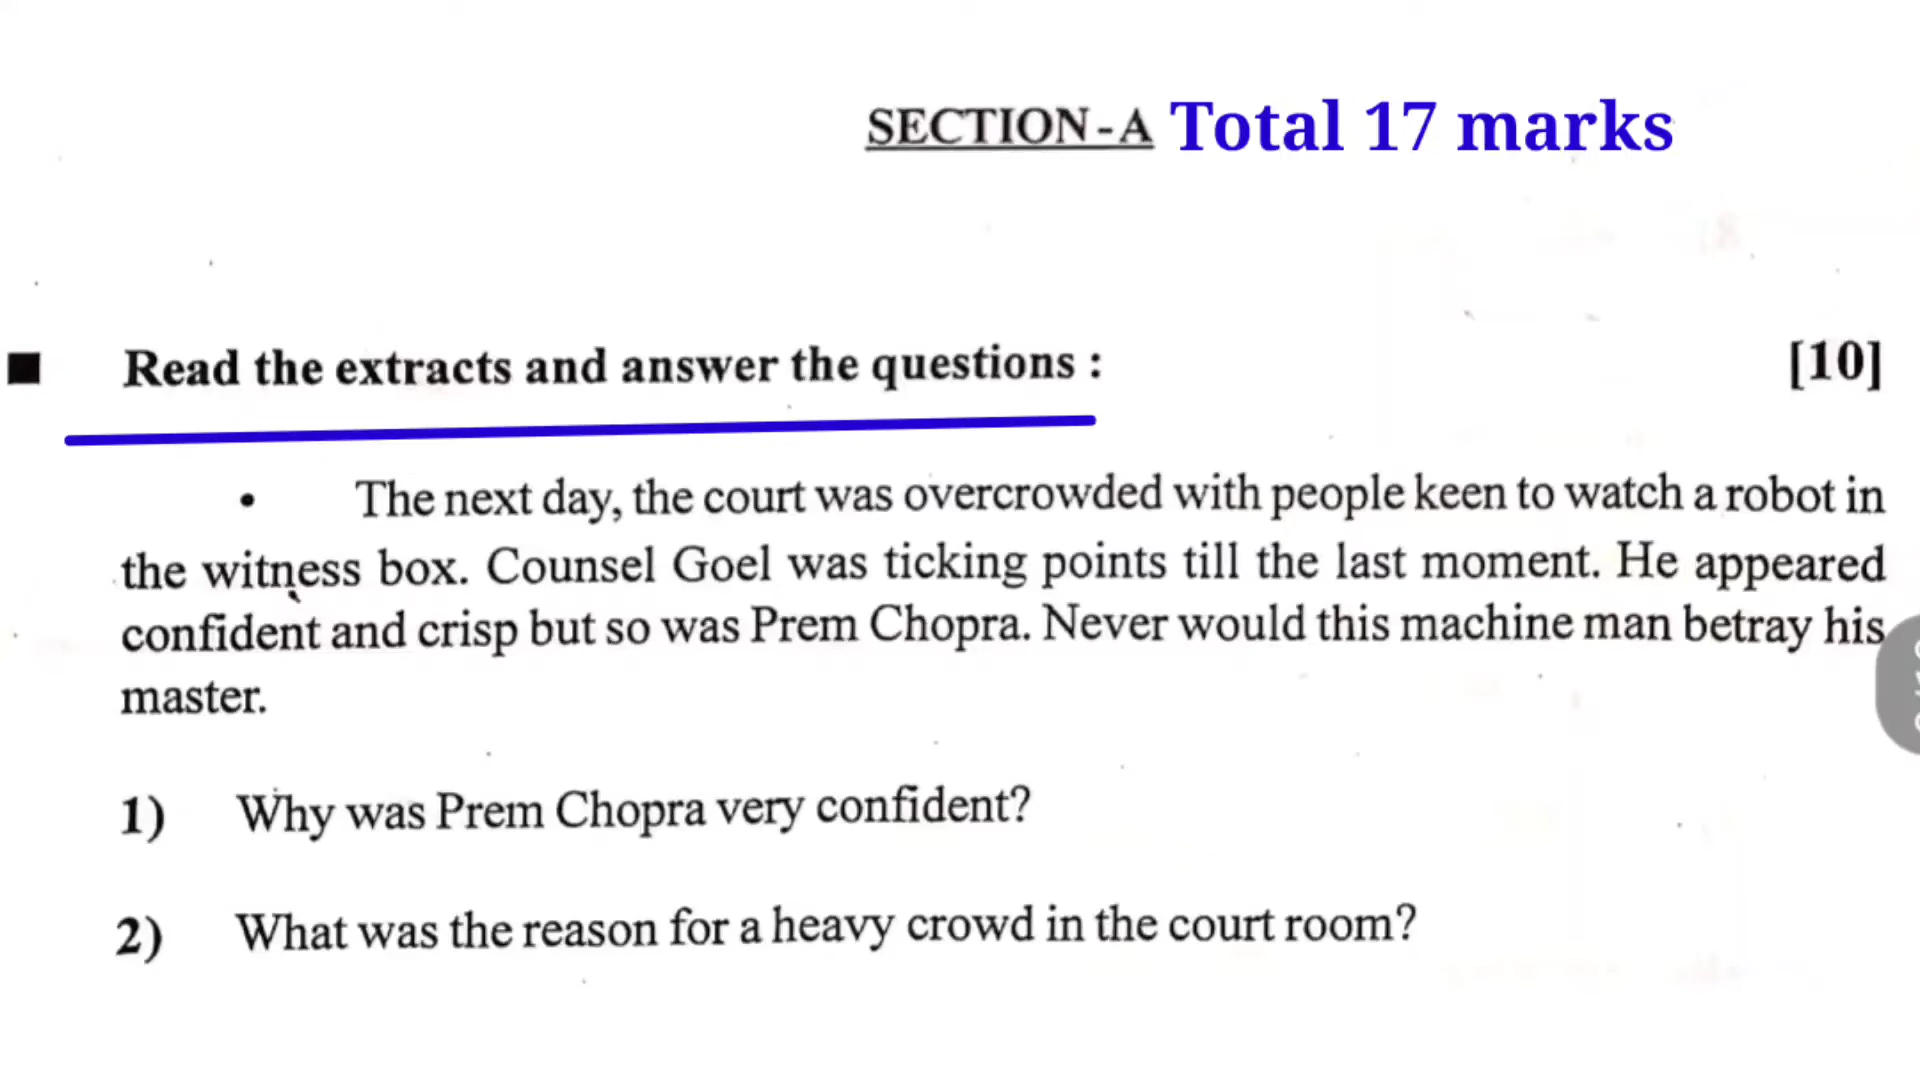 SECTION-A Total 17 marks
Read the extracts and answer the questions : [10]
• The next day, the court was overcrowded with people keen to watch a robot in
the witness box. Counsel Goel was ticking points till the last moment. He appeared
confident and crisp but so was Prem Chopra. Never would this machine man betray his
master.
1) Why was Prem Chopra very confident?
2) What was the reason for a heavy crowd in the court room?